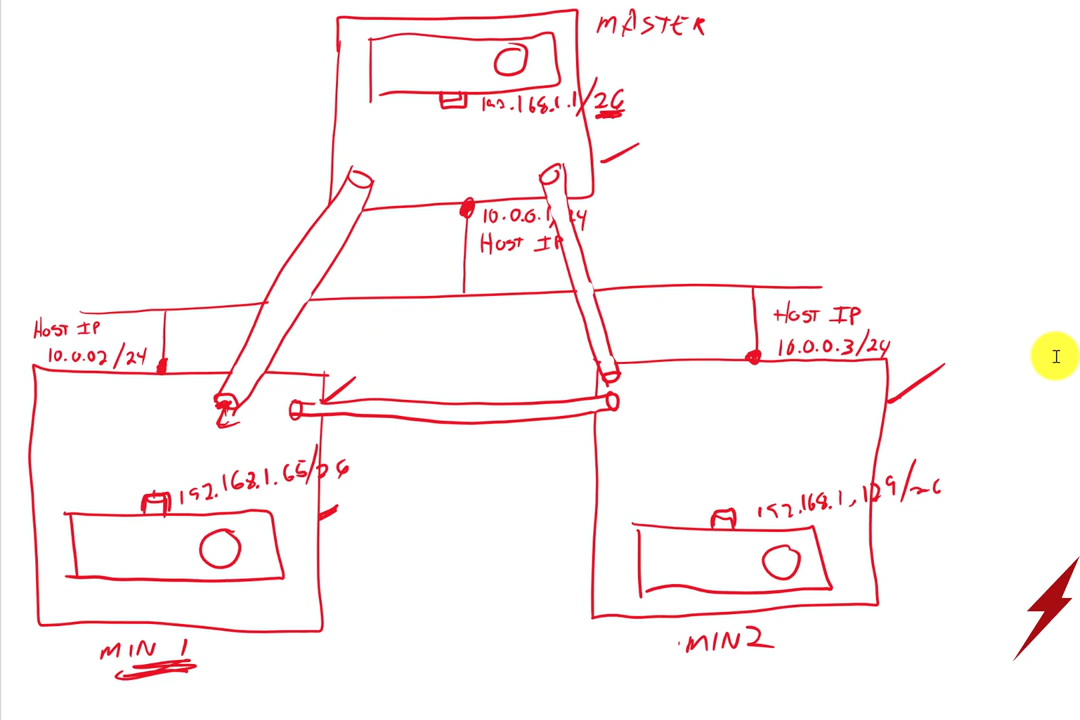 MASTER
192.168.1.1/26
10.0.0.1/24
HOST IP
HOST IP
10.0.02/24
HOST IP
10.0.0.3/24
192.168.1.65/26
192.168.1.129/26
MIN 1
MIN2